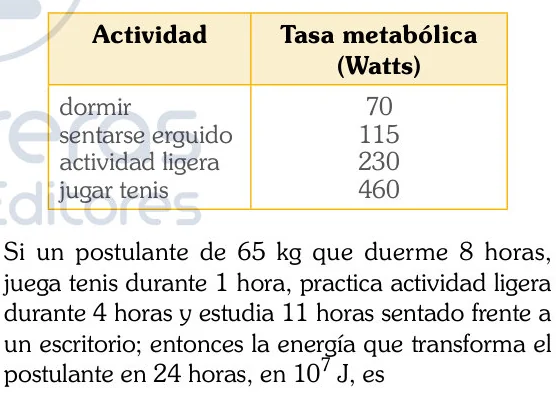 Actividad Tasa metabólica
(Watts)
dormir 70
sentarse erguido 115
actividad ligera 230
jugar tenis 460
Editores
Si un postulante de 65 kg que duerme 8 horas,
juega tenis durante 1 hora, practica actividad ligera
durante 4 horas y estudia 11 horas sentado frente a
un escritorio; entonces la energía que transforma el
postulante en 24 horas, en 10⁷ J, es